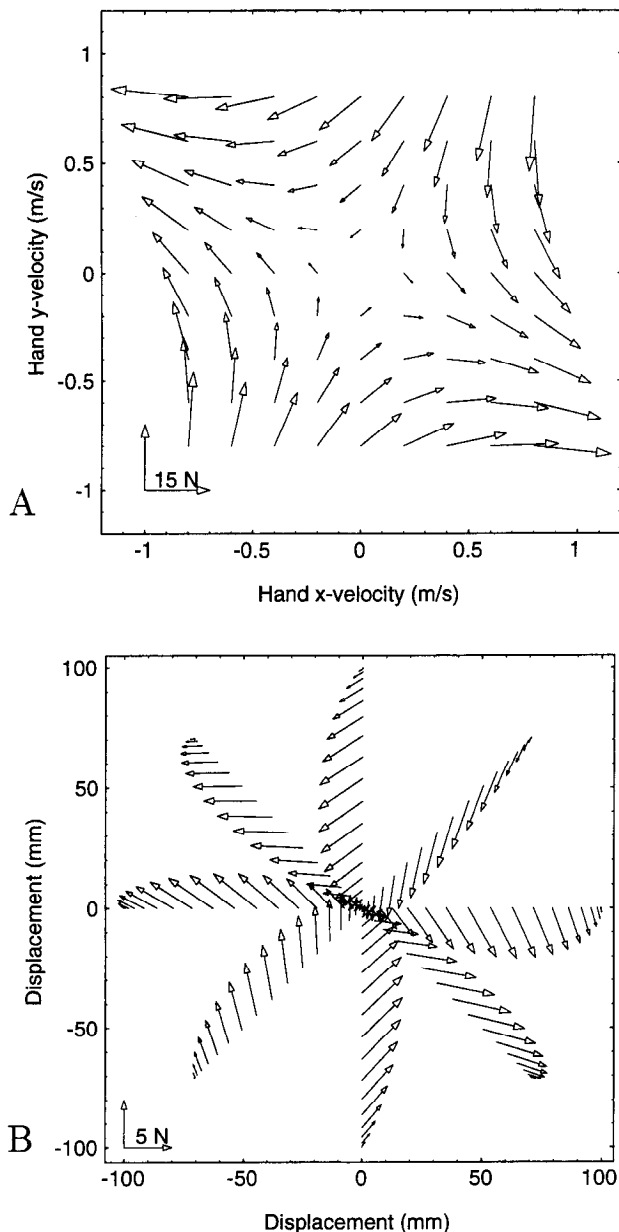 1
0.5
0
-0.5
-1
Hand y-velocity (m/s)
15 N
A
-1 -0.5 0 0.5 1
Hand x-velocity (m/s)
100
50
0
-50
-100
Displacement (mm)
5 N
B
-100 -50 0 50 100
Displacement (mm)